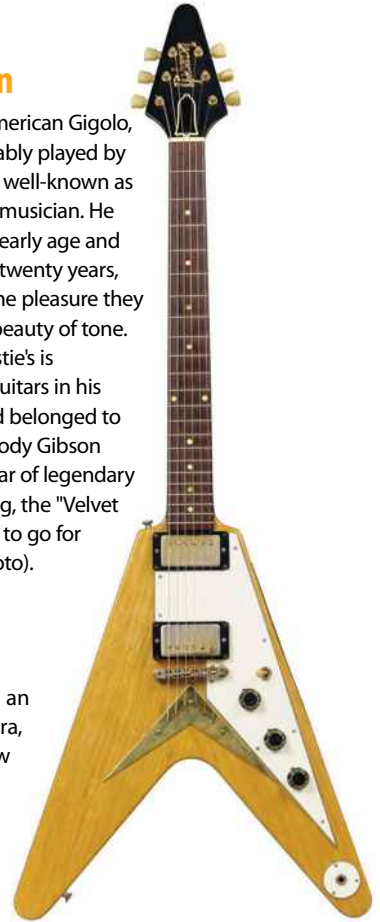 n
merican Gigolo,
ably played by
well-known as
musician. He
early age and
twenty years,
he pleasure they
beauty of tone.
stie's is
uitars in his
d belonged to
ody Gibson
ar of legendary
g, the "Velvet
to go for
oto).
an
ra,
w
Gibson